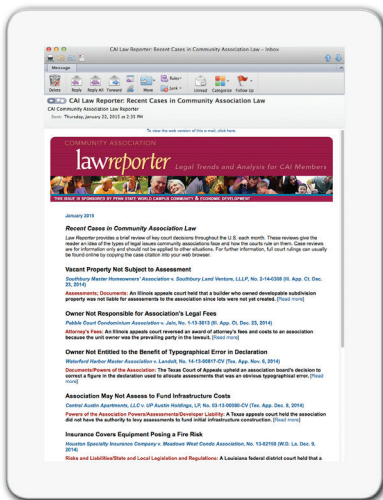 CAI Law Reporter: Recent Cases in Community Association Law – Inbox
Message
Delete Reply Reply All Forward Move Rules Junk Unread Categorize Follow Up
CAI Law Reporter: Recent Cases in Community Association Law
CAI Community Association Law Reporter
Sent: Thursday, January 22, 2015 at 2:35 PM
To view the web version of this e-mail, click here.
COMMUNITY ASSOCIATION
lawreporter Legal Trends and Analysis for CAI Members
THIS ISSUE IS SPONSORED BY PENN STATE WORLD CAMPUS COMMUNITY & ECONOMIC DEVELOPMENT
January 2015
Recent Cases in Community Association Law
Law Reporter provides a brief review of key court decisions throughout the U.S. each month. These reviews give the
reader an idea of the types of legal issues community associations face and how the courts rule on them. Case reviews
are for information only and should not be applied to other situations. For further information, full court rulings can usually
be found online by copying the case citation into your web browser.
Vacant Property Not Subject to Assessment
Southbury Master Homeowners' Association v. Southbury Land Venture, LLLP, No. 2-14-0308 (Ill. App. Ct. Dec.
23, 2014)
Assessments; Documents: An Illinois appeals court held that a builder who owned developable subdivision
property was not liable for assessments to the association since lots were not yet created. [Read more]
Owner Not Responsible for Association's Legal Fees
Pebble Court Condominium Association v. Jain, No. 1-13-3813 (Ill. App. Ct. Dec. 23, 2014)
Attorney's Fees: An Illinois appeals court reversed an award of attorney's fees and costs to an association
because the unit owner was the prevailing party in the lawsuit. [Read more]
Owner Not Entitled to the Benefit of Typographical Error in Declaration
Waterford Harbor Master Association v. Landolt, No. 14-13-00817-CV (Tex. App. Nov. 6, 2014)
Documents/Powers of the Association: The Texas Court of Appeals upheld an association board's decision to
correct a figure in the declaration used to allocate assessments that was an obvious typographical error. [Read
more]
Association May Not Assess to Fund Infrastructure Costs
Central Austin Apartments, LLC v. UP Austin Holdings, LP, No. 03-13-00080-CV (Tex. App. Dec. 9, 2014)
Powers of the Association Powers/Assessments/Developer Liability: A Texas appeals court held the association
did not have the authority to levy assessments to fund initial infrastructure construction. [Read more]
Insurance Covers Equipment Posing a Fire Risk
Houston Specialty Insurance Company v. Meadows West Condo Association, No. 13-02168 (W.D. La. Dec. 9,
2014)
Risks and Liabilities/State and Local Legislation and Regulations: A Louisiana federal district court held that a